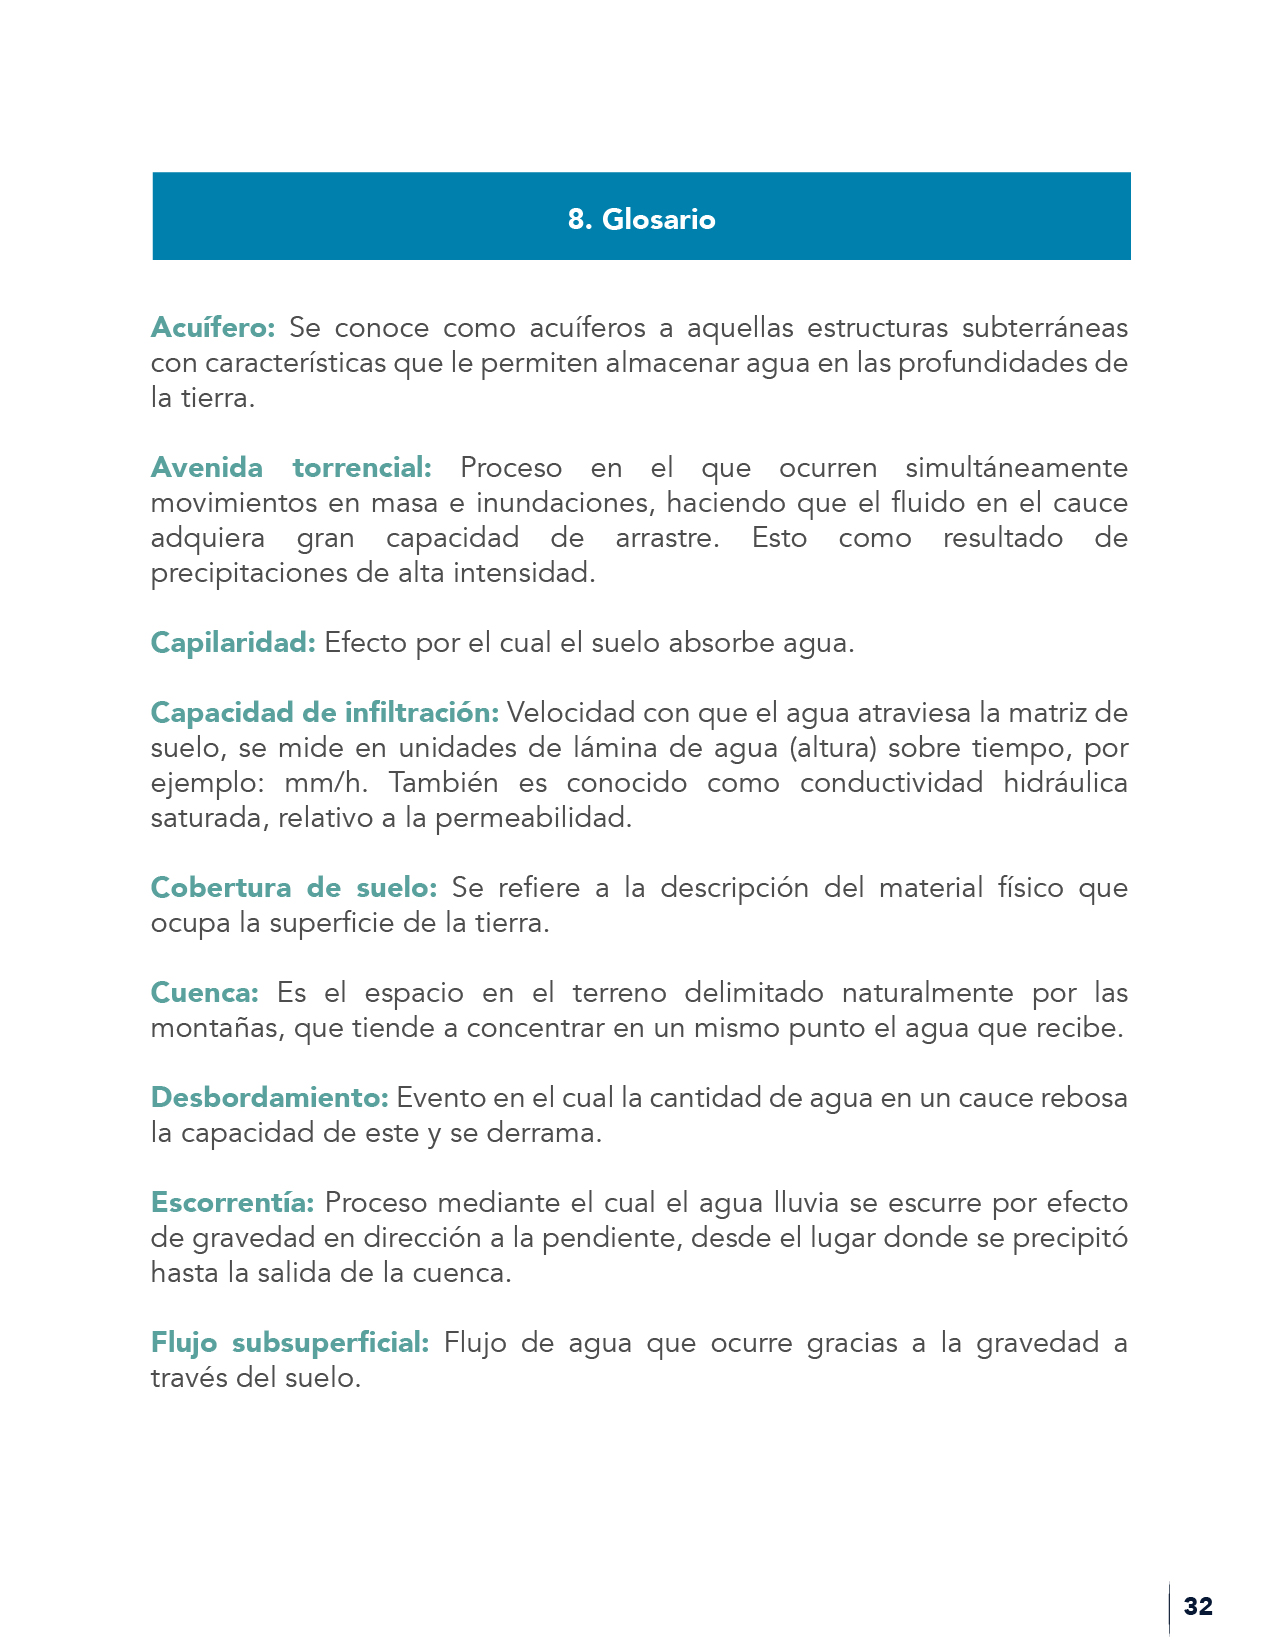 8. Glosario
Acuífero: Se conoce como acuíferos a aquellas estructuras subterráneas
con características que le permiten almacenar agua en las profundidades de
la tierra.
Avenida torrencial: Proceso en el que ocurren simultáneamente
movimientos en masa e inundaciones, haciendo que el fluido en el cauce
adquiera gran capacidad de arrastre. Esto como resultado de
precipitaciones de alta intensidad.
Capilaridad: Efecto por el cual el suelo absorbe agua.
Capacidad de infiltración: Velocidad con que el agua atraviesa la matriz de
suelo, se mide en unidades de lámina de agua (altura) sobre tiempo, por
ejemplo: mm/h. También es conocido como conductividad hidráulica
saturada, relativo a la permeabilidad.
Cobertura de suelo: Se refiere a la descripción del material físico que
ocupa la superficie de la tierra.
Cuenca: Es el espacio en el terreno delimitado naturalmente por las
montañas, que tiende a concentrar en un mismo punto el agua que recibe.
Desbordamiento: Evento en el cual la cantidad de agua en un cauce rebosa
la capacidad de este y se derrama.
Escorrentía: Proceso mediante el cual el agua lluvia se escurre por efecto
de gravedad en dirección a la pendiente, desde el lugar donde se precipitó
hasta la salida de la cuenca.
Flujo subsuperficial: Flujo de agua que ocurre gracias a la gravedad a
través del suelo.
32